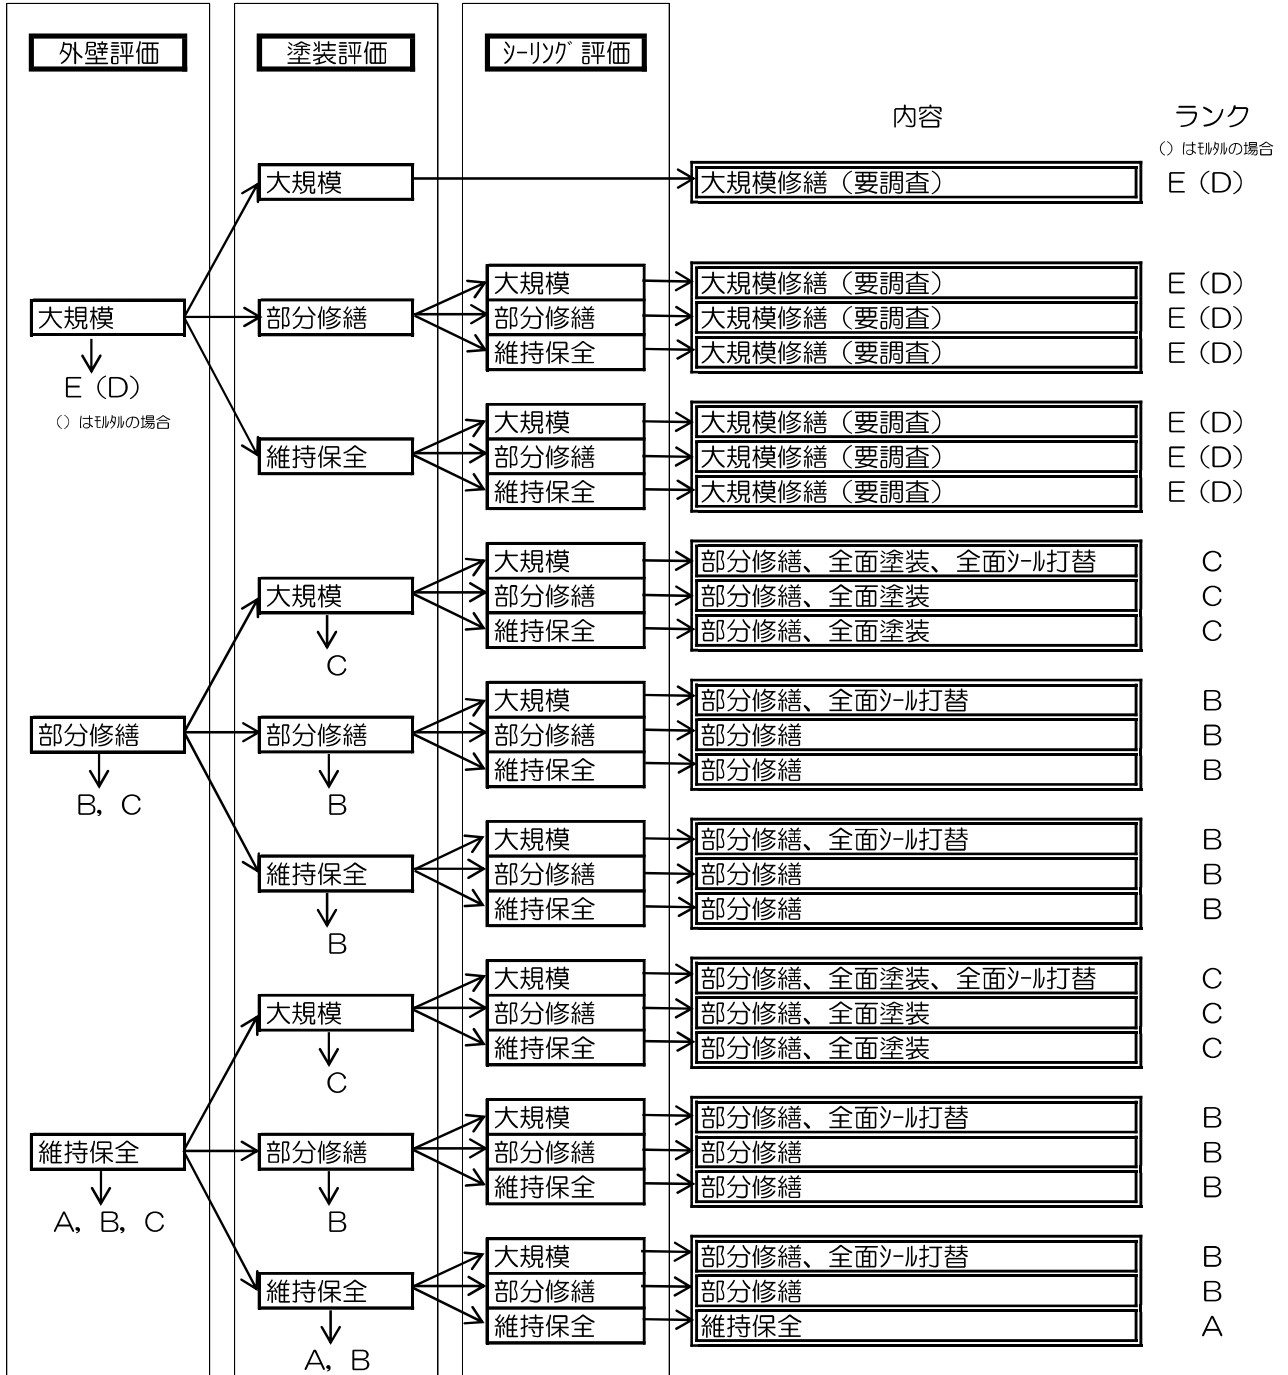 外壁評価 塗装評価 ｼｰﾘﾝｸﾞ評価
内容 ランク
() はﾓﾙﾀﾙの場合
大規模 大規模修繕（要調査） E（D）
大規模 大規模修繕（要調査） E（D）
大規模 部分修繕 部分修繕 大規模修繕（要調査） E（D）
維持保全 大規模修繕（要調査） E（D）
E（D）
() はﾓﾙﾀﾙの場合
大規模 大規模修繕（要調査） E（D）
維持保全 部分修繕 大規模修繕（要調査） E（D）
維持保全 大規模修繕（要調査） E（D）
大規模 部分修繕、全面塗装、全面ｼｰﾙ打替 C
大規模 部分修繕 部分修繕、全面塗装 C
維持保全 部分修繕、全面塗装 C
C
大規模 部分修繕、全面ｼｰﾙ打替 B
部分修繕 部分修繕 部分修繕 部分修繕 B
維持保全 部分修繕 B
B, C B
大規模 部分修繕、全面ｼｰﾙ打替 B
維持保全 部分修繕 部分修繕 B
維持保全 部分修繕 B
B
大規模 部分修繕、全面塗装、全面ｼｰﾙ打替 C
大規模 部分修繕 部分修繕、全面塗装 C
維持保全 部分修繕、全面塗装 C
C
大規模 部分修繕、全面ｼｰﾙ打替 B
維持保全 部分修繕 部分修繕 部分修繕 B
維持保全 部分修繕 B
A, B, C B
大規模 部分修繕、全面ｼｰﾙ打替 B
維持保全 部分修繕 部分修繕 B
維持保全 維持保全 A
A, B